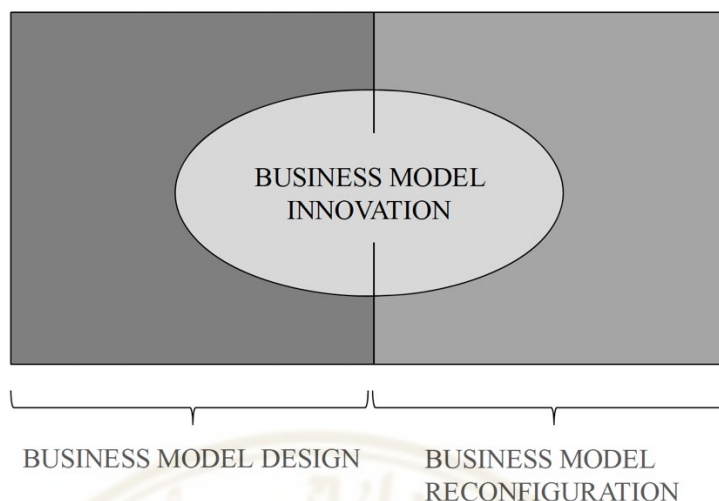 BUSINESS MODEL
INNOVATION
BUSINESS MODEL DESIGN
BUSINESS MODEL
RECONFIGURATION